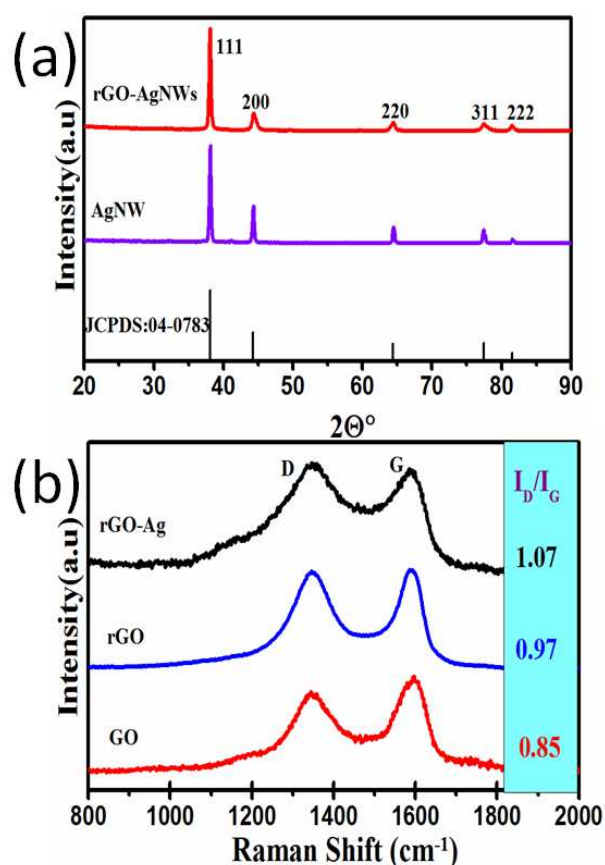 (a)
111
rGO-AgNWs
200
220
311
222
AgNW
JCPDS:04-0783
Intensity(a.u)
20 30 40 50 60 70 80 90
2Θ°
(b)
D
G
I_D/I_G
rGO-Ag
1.07
rGO
0.97
GO
0.85
Intensity(a.u)
800 1000 1200 1400 1600 1800 2000
Raman Shift (cm⁻¹)